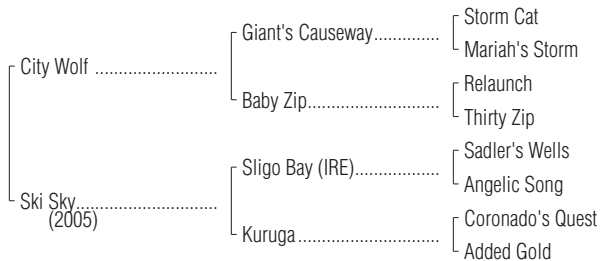 Storm Cat
Giant's Causeway..............
Mariah's Storm
City Wolf ..........................
Relaunch
Baby Zip............................
Thirty Zip
Sadler's Wells
Sligo Bay (IRE)..................
Angelic Song
Ski Sky..............................
(2005)
Coronado's Quest
Kuruga ..............................
Added Gold